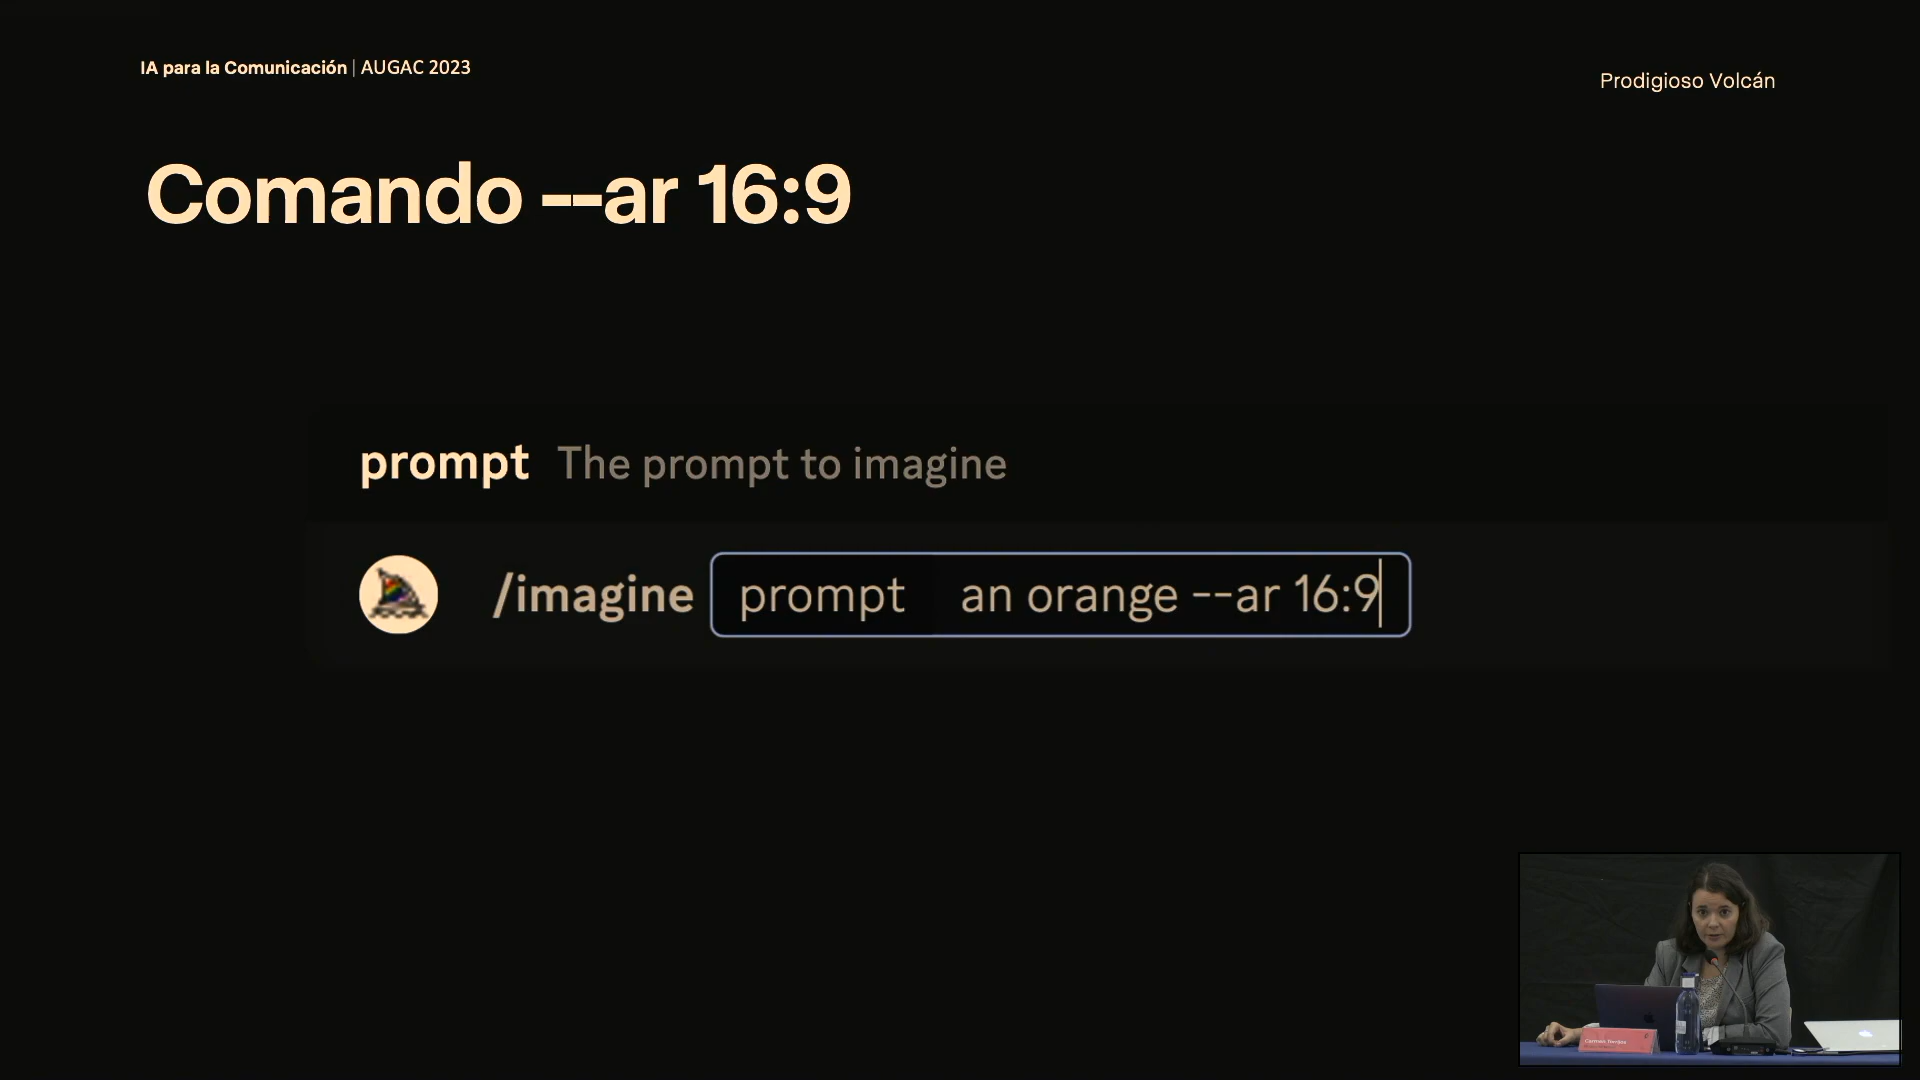 IA para la Comunicación | AUGAC 2023
Prodigioso Volcán
Comando --ar 16:9
prompt The prompt to imagine
/imagine prompt an orange --ar 16:9